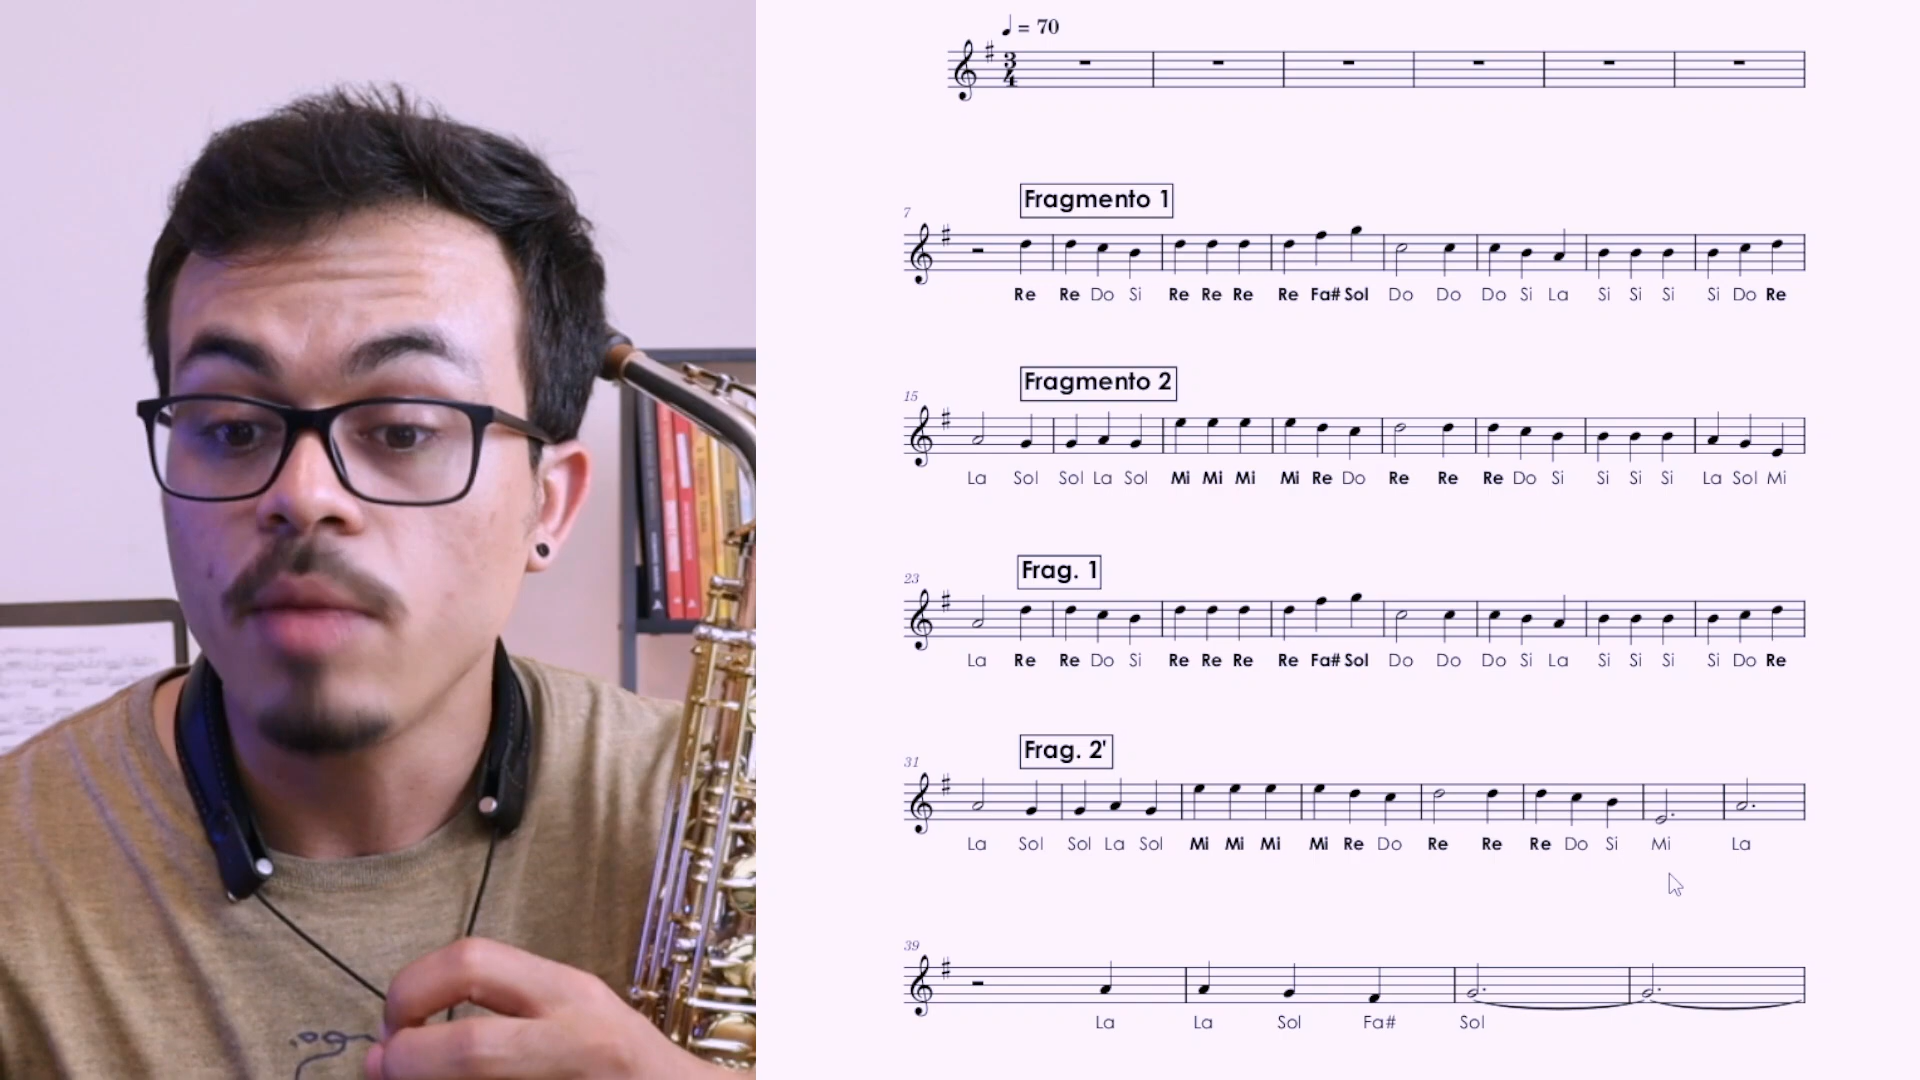 = 70
3
4
Fragmento 1
7
Re Re Do Si Re Re Re Re Fa# Sol Do Do Do Si La Si Si Si Si Do Re
Fragmento 2
15
La Sol Sol La Sol Mi Mi Mi Mi Re Do Re Re Re Do Si Si Si Si La Sol Mi
Frag. 1
23
La Re Re Do Si Re Re Re Re Fa# Sol Do Do Do Si La Si Si Si Si Do Re
Frag. 2'
31
La Sol Sol La Sol Mi Mi Mi Mi Re Do Re Re Re Do Si Mi La
39
La La Sol Fa# Sol